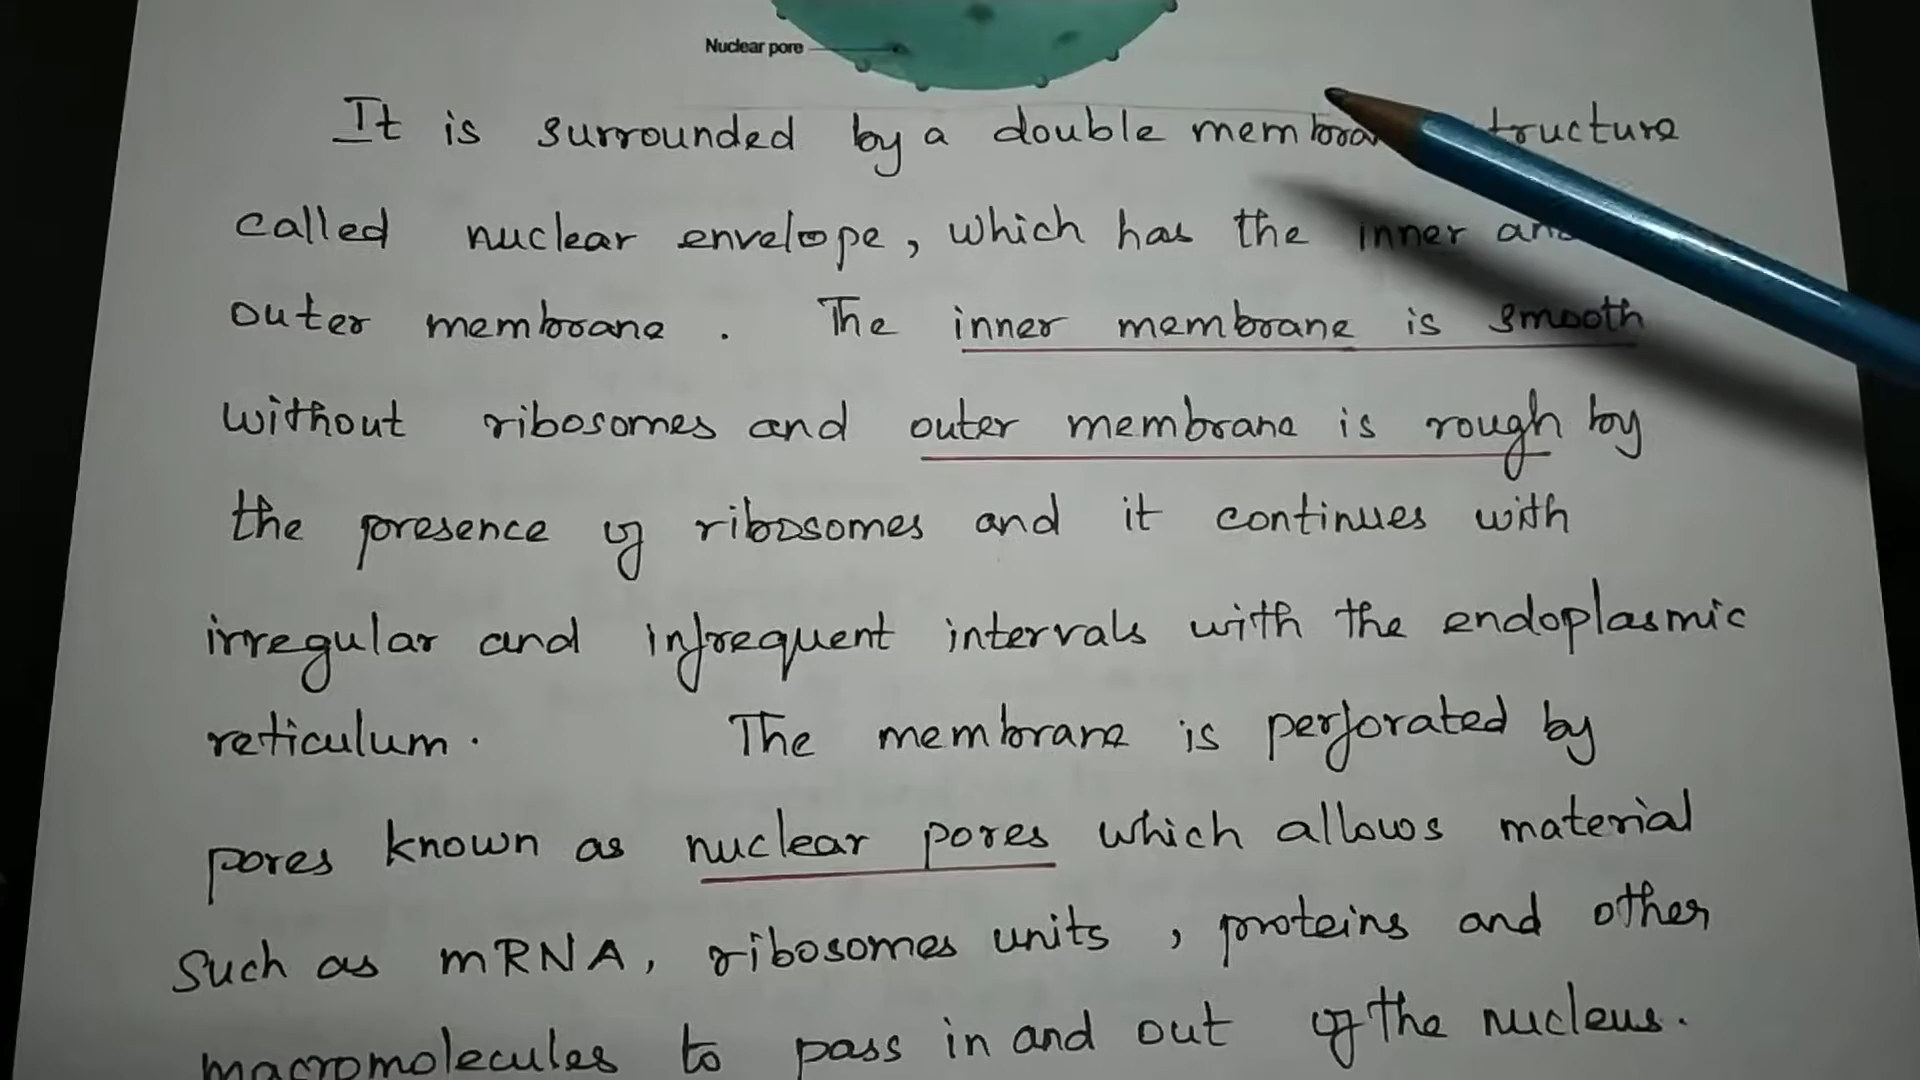 Nuclear pore
It is surrounded by a double membrane structure
called nuclear envelope, which has the inner and
outer membrane . The inner membrane is smooth
without ribosomes and outer membrane is rough by
the presence of ribosomes and it continues with
irregular and infrequent intervals with the endoplasmic
reticulum . The membrane is perforated by
pores known as nuclear pores which allows material
such as mRNA, ribosomes units , proteins and other
macromolecules to pass in and out of the nucleus.